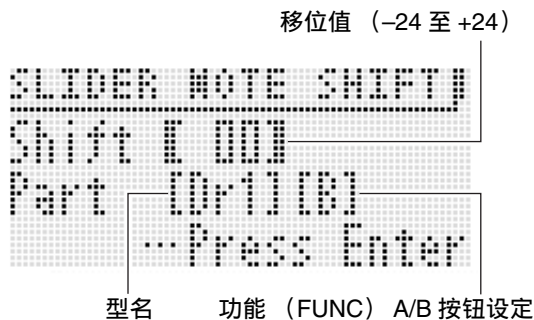 移位值 （–24 至 +24）
SLIDER NOTE SHIFT
Shift [ 00]
Part [Dr1][B]
…Press Enter
型名
功能 （FUNC） A/B 按钮设定